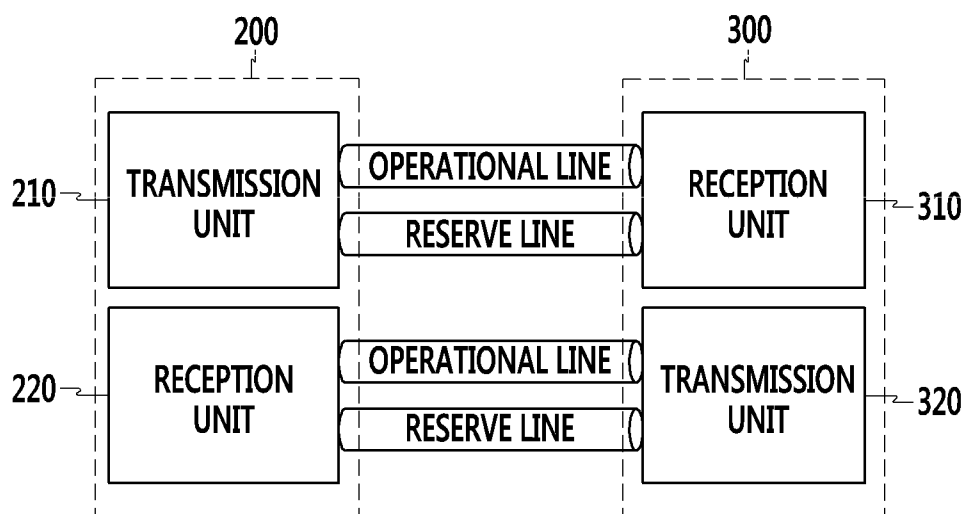 200
300
TRANSMISSION
UNIT
OPERATIONAL LINE
RESERVE LINE
RECEPTION
UNIT
210
310
RECEPTION
UNIT
OPERATIONAL LINE
RESERVE LINE
TRANSMISSION
UNIT
220
320